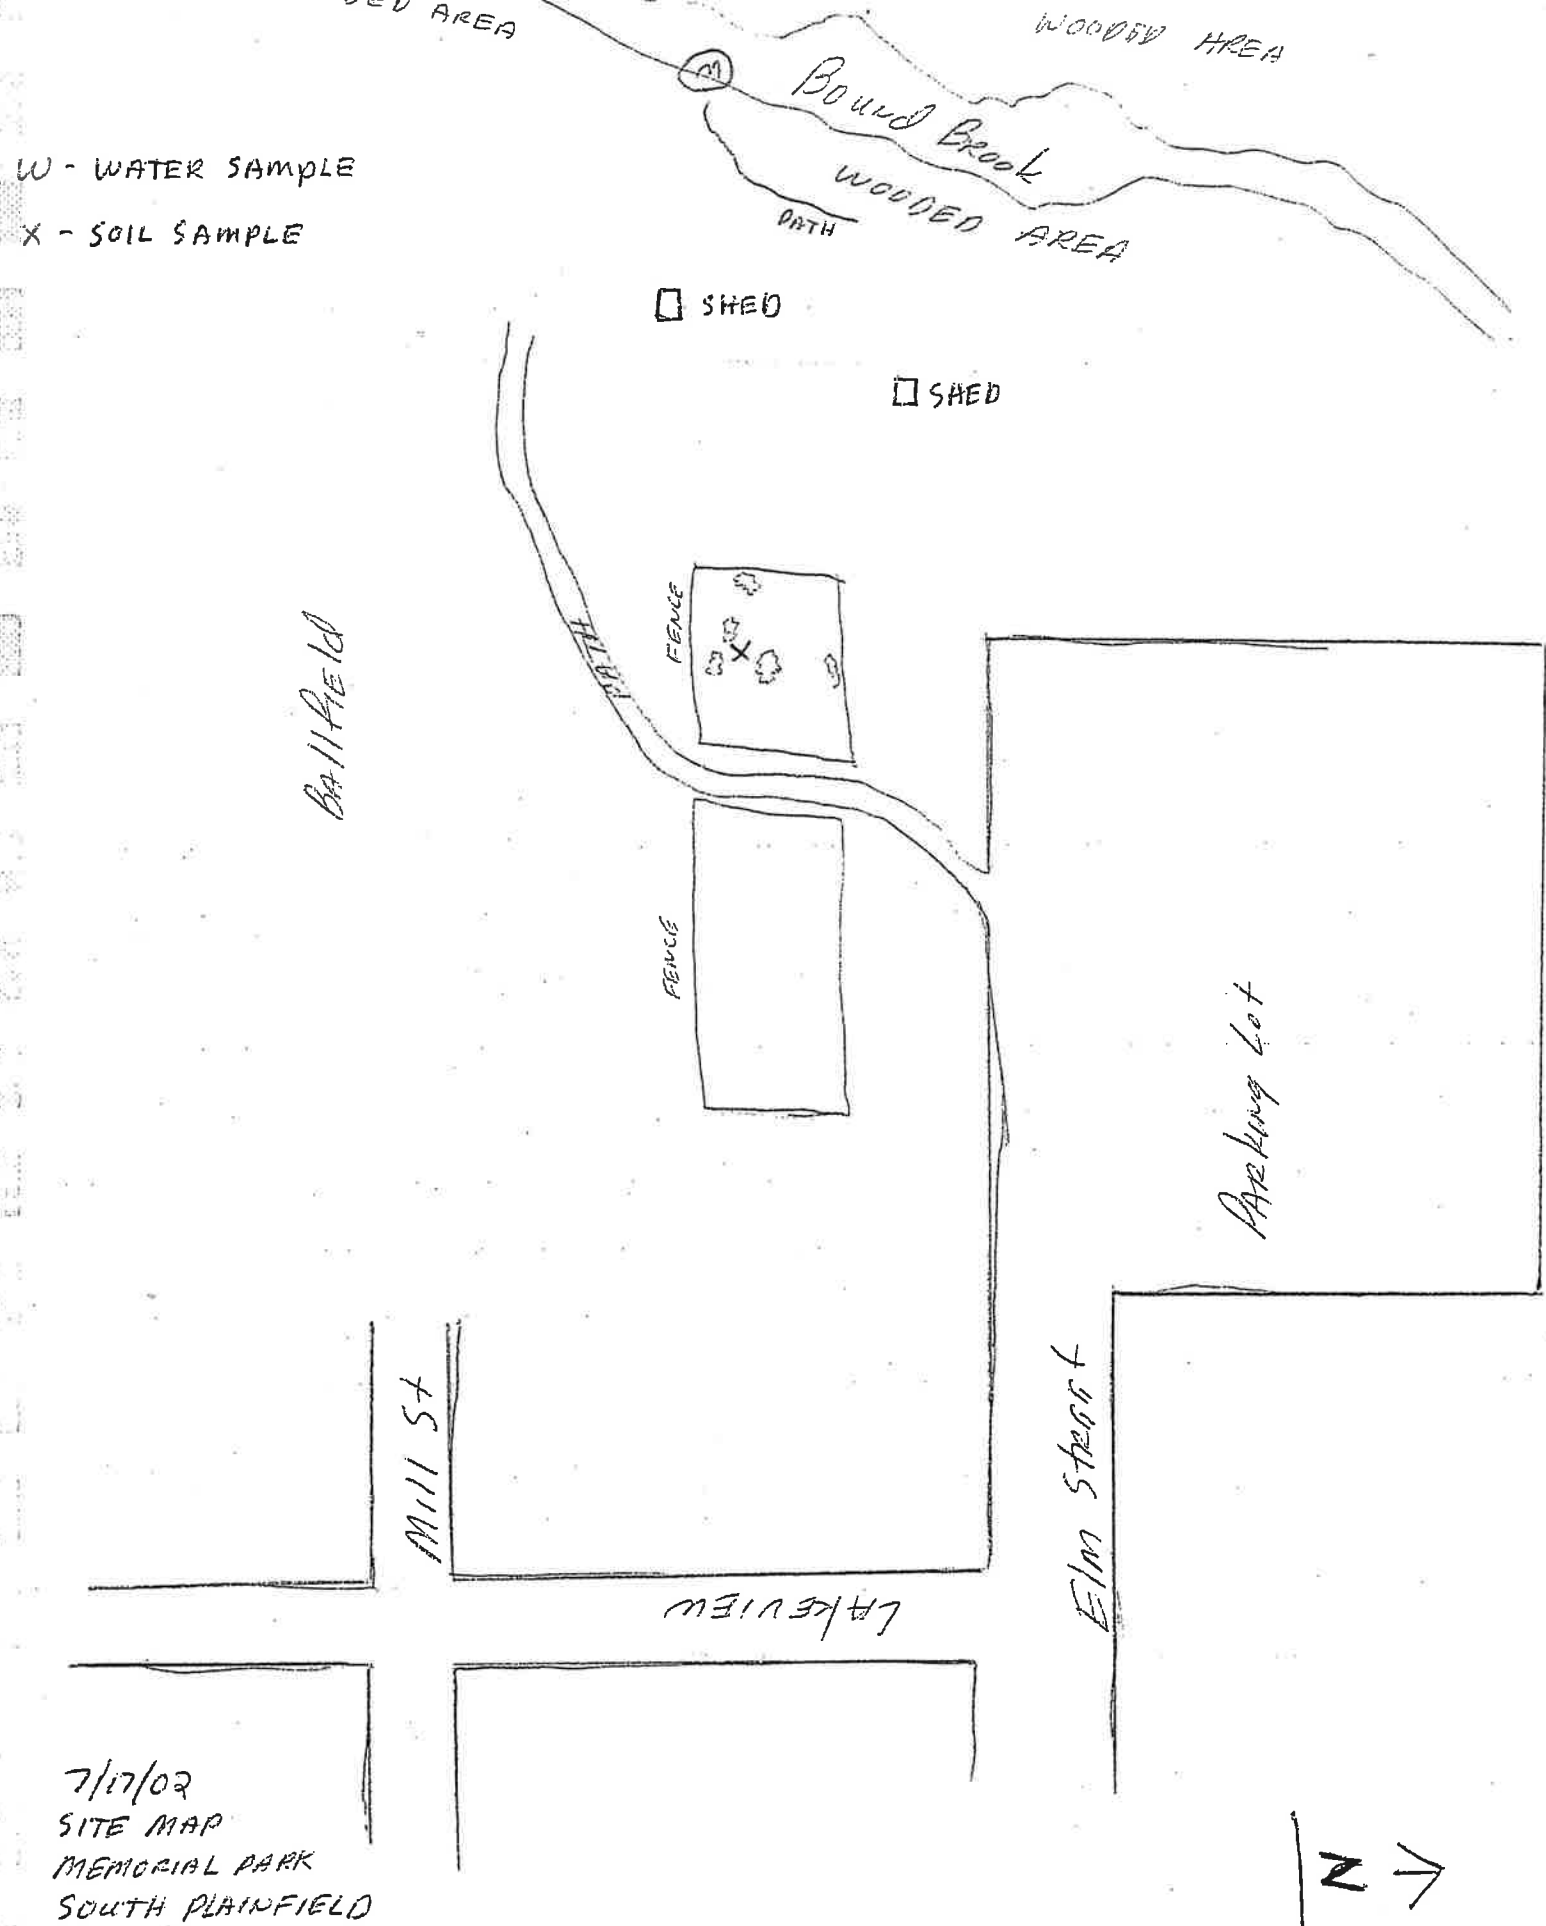 AREA
WOODED AREA
W
Bound Brook
WOODED AREA
PATH
W - WATER SAMPLE
X - SOIL SAMPLE
SHED
SHED
FENCE
X
PATH
Ballfield
FENCE
Parking Lot
Mill St
Elm Street
LAKEVIEW
7/17/02
SITE MAP
MEMORIAL PARK
SOUTH PLAINFIELD
N